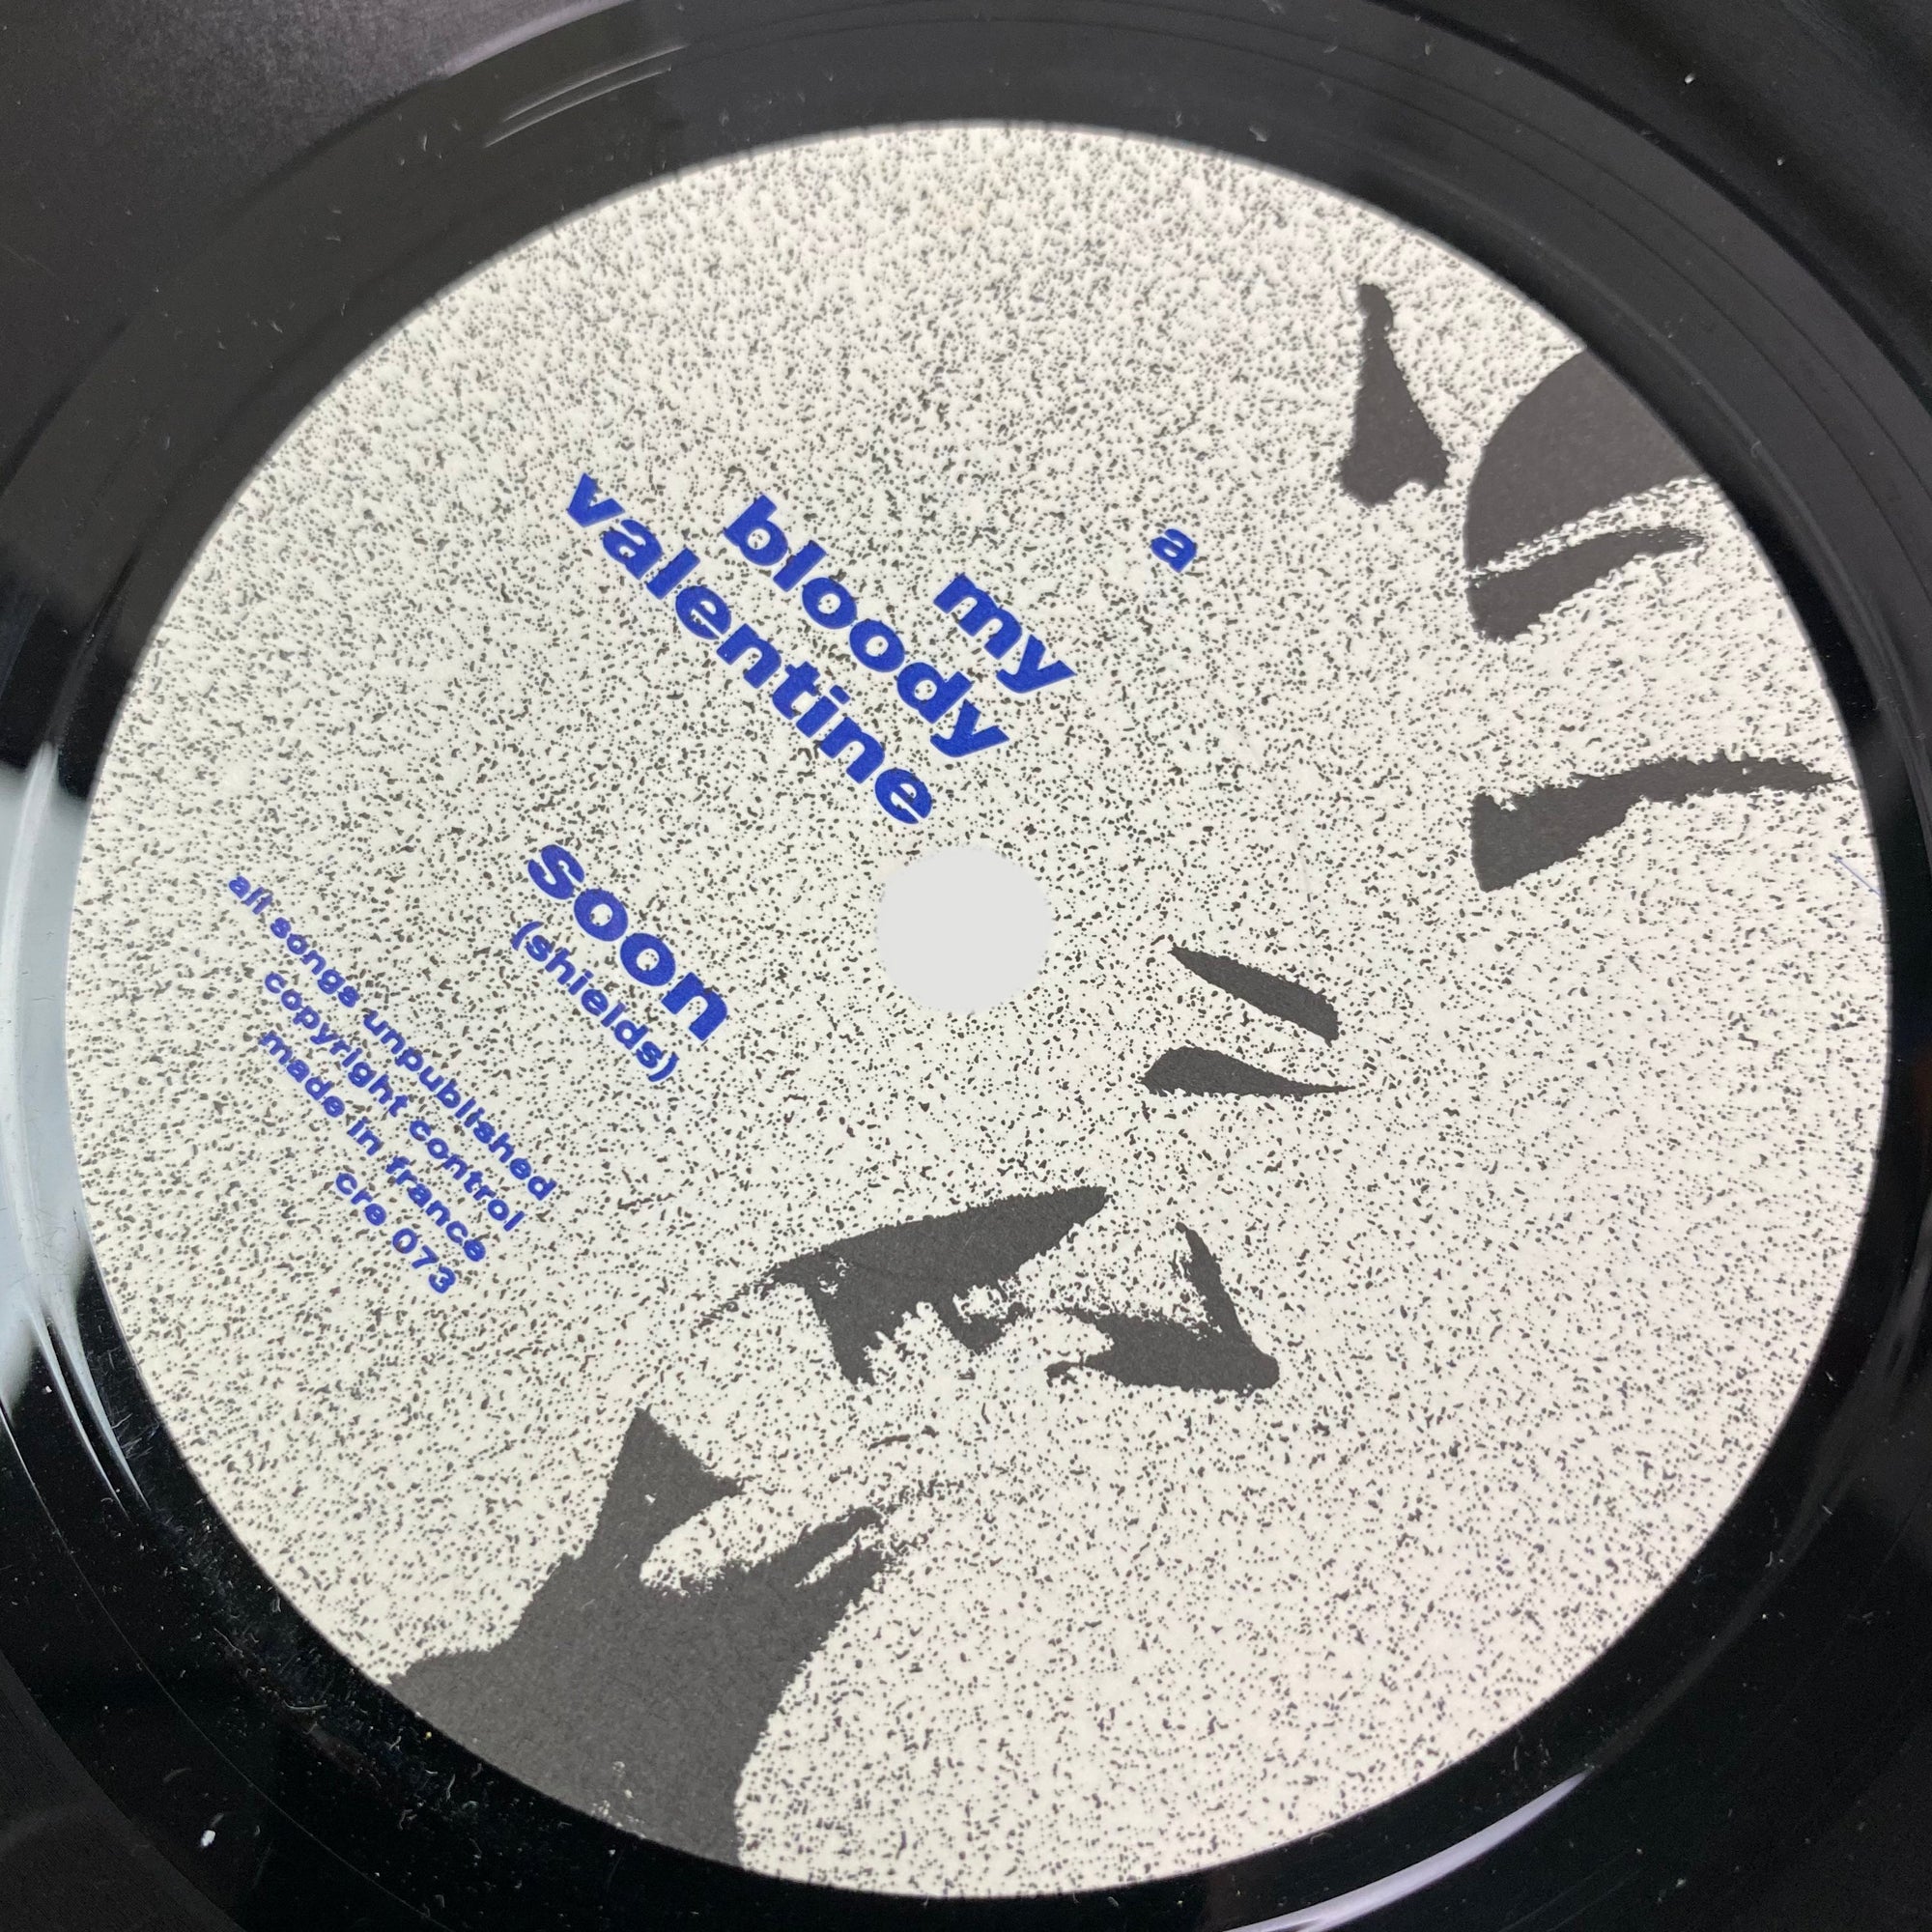 a
my
bloody
valentine
soon
(shields)
all songs unpublished
copyright control
made in france
cre 073